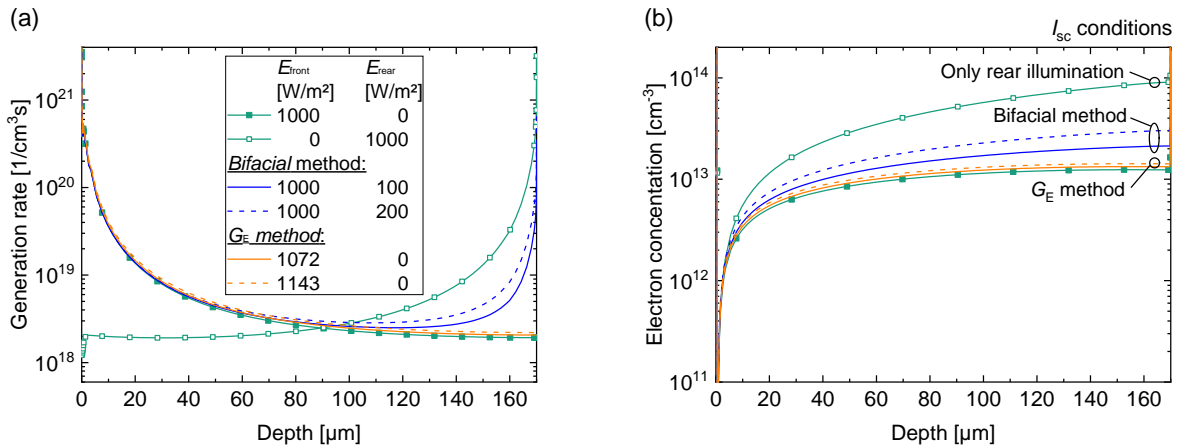 (a)
Generation rate [1/cm³s]
10²¹
10²⁰
10¹⁹
10¹⁸
0 20 40 60 80 100 120 140 160
Depth [µm]
E_front E_rear
[W/m²] [W/m²]
1000 0
0 1000
Bifacial method:
1000 100
1000 200
G_E method:
1072 0
1143 0
(b)
I_sc conditions
Electron concentration [cm⁻³]
10¹⁴
10¹³
10¹²
10¹¹
Only rear illumination
Bifacial method
G_E method
0 20 40 60 80 100 120 140 160
Depth [µm]